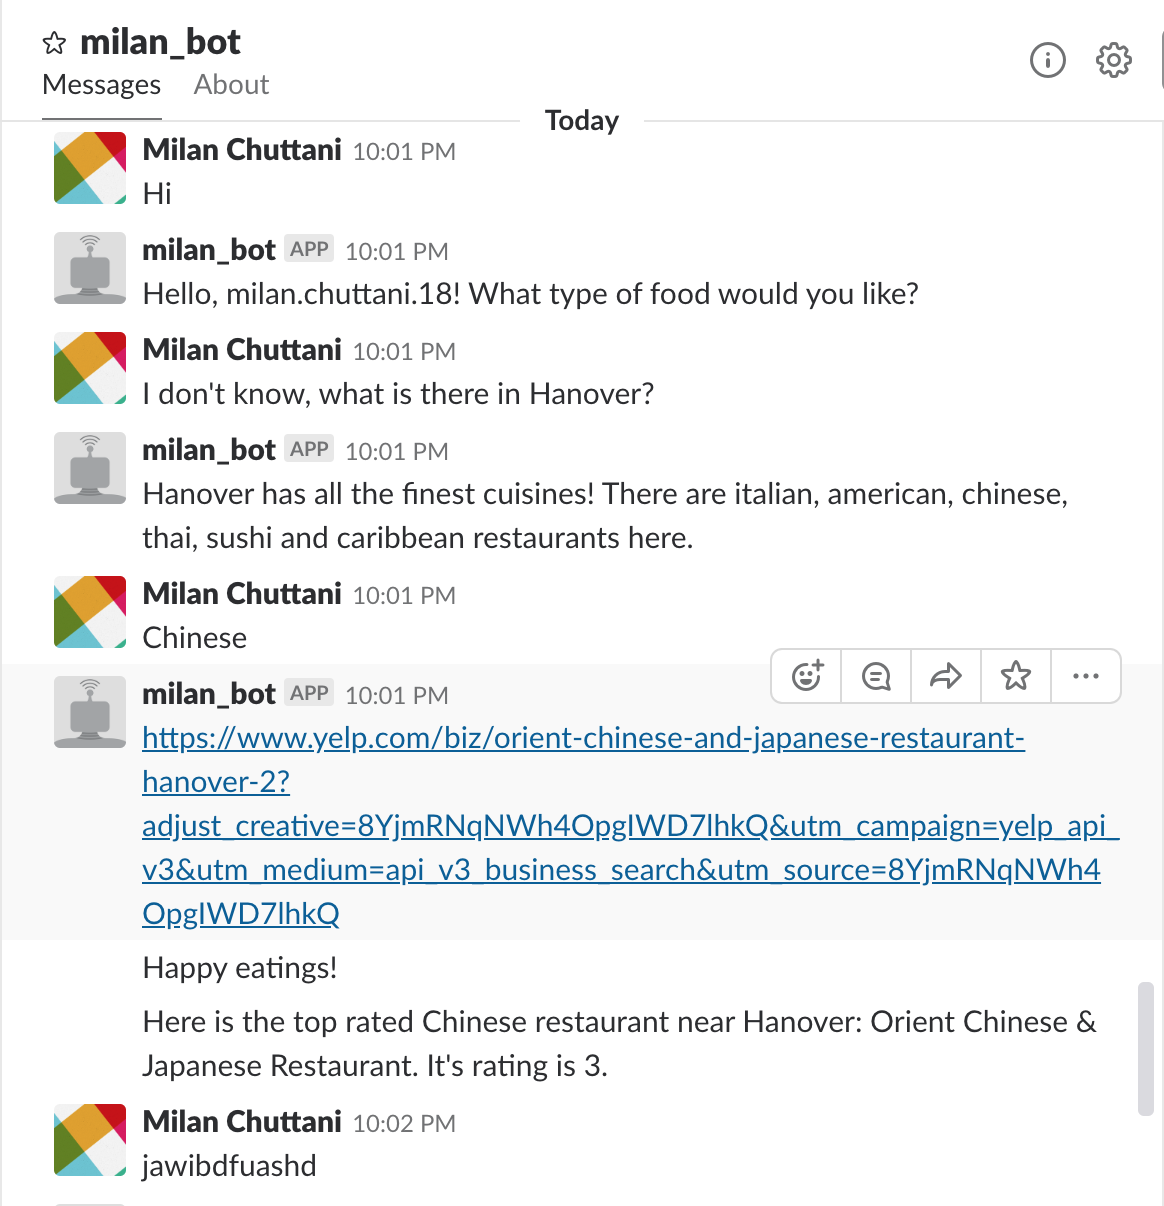 milan_bot
Messages About
Today
Milan Chuttani 10:01 PM
Hi
milan_bot APP 10:01 PM
Hello, milan.chuttani.18! What type of food would you like?
Milan Chuttani 10:01 PM
I don't know, what is there in Hanover?
milan_bot APP 10:01 PM
Hanover has all the finest cuisines! There are italian, american, chinese,
thai, sushi and caribbean restaurants here.
Milan Chuttani 10:01 PM
Chinese
milan_bot APP 10:01 PM
https://www.yelp.com/biz/orient-chinese-and-japanese-restaurant-
hanover-2?
adjust_creative=8YjmRNqNWh4OpgIWD7lhkQ&utm_campaign=yelp_api_
v3&utm_medium=api_v3_business_search&utm_source=8YjmRNqNWh4
OpgIWD7lhkQ
Happy eatings!
Here is the top rated Chinese restaurant near Hanover: Orient Chinese &
Japanese Restaurant. It's rating is 3.
Milan Chuttani 10:02 PM
jawibdfuashd